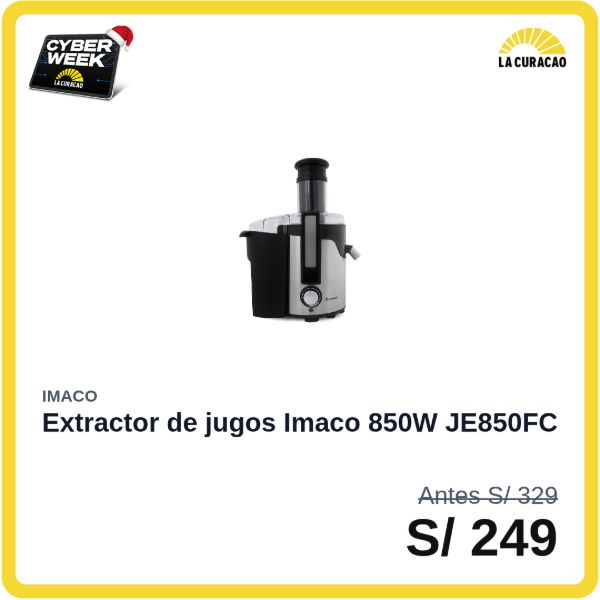 CYBER
WEEK
LA CURACAO
LA CURACAO
IMACO
Extractor de jugos Imaco 850W JE850FC
Antes S/ 329
S/ 249